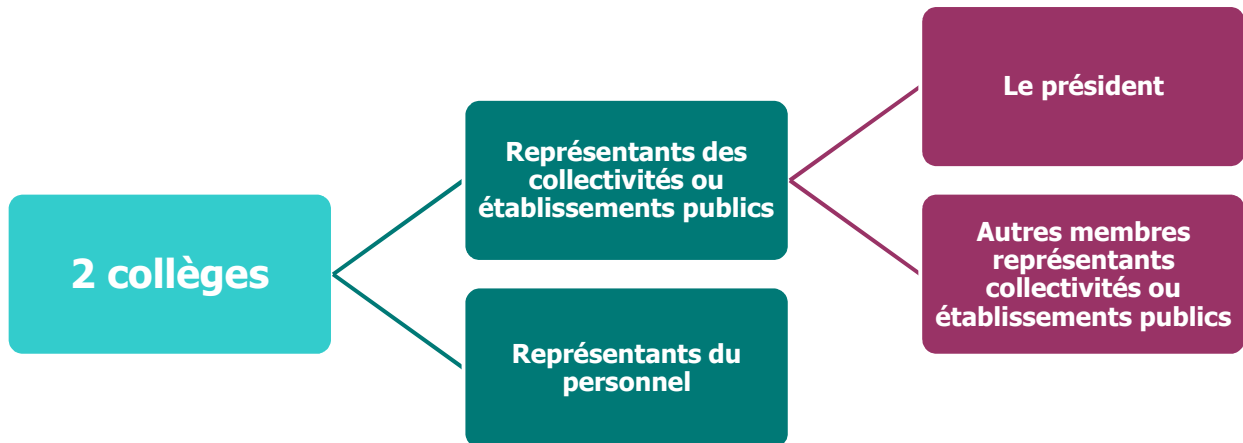 2 collèges
Représentants des
collectivités ou
établissements publics
Représentants du
personnel
Le président
Autres membres
représentants
collectivités ou
établissements publics